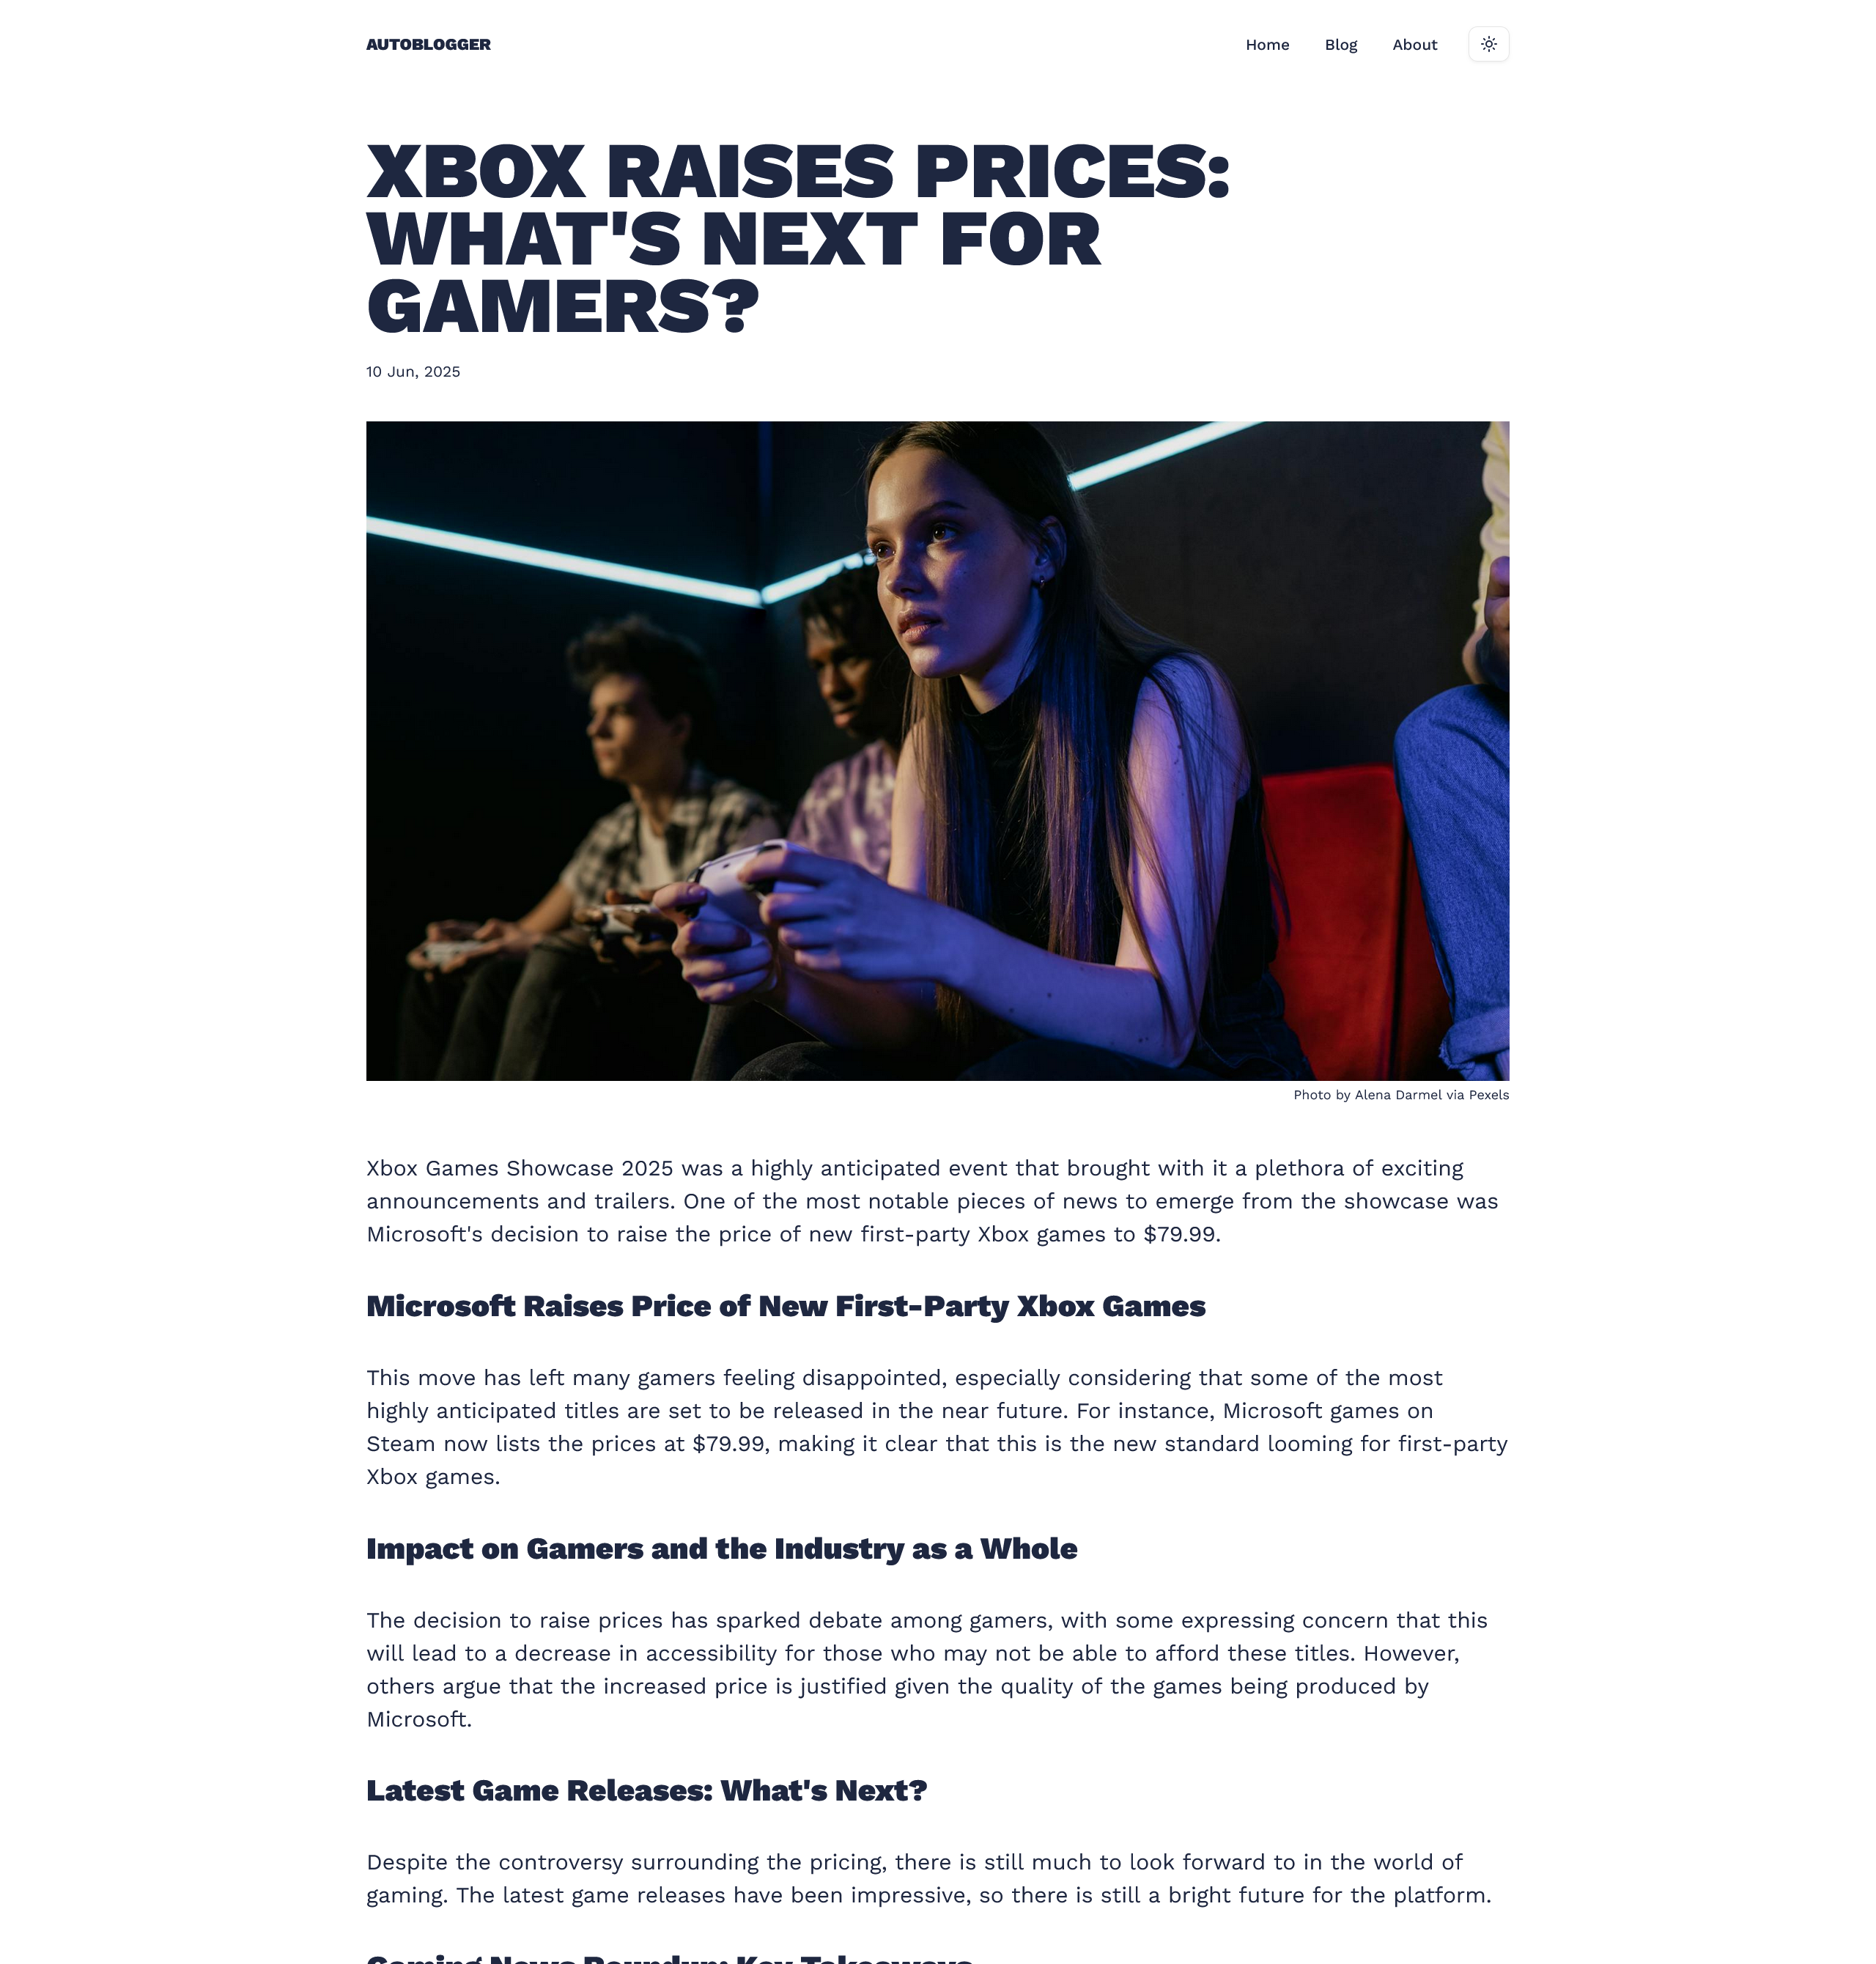 AUTOBLOGGER
Home
Blog
About
XBOX RAISES PRICES:
WHAT'S NEXT FOR
GAMERS?
10 Jun, 2025
Photo by Alena Darmel via Pexels
Xbox Games Showcase 2025 was a highly anticipated event that brought with it a plethora of exciting
announcements and trailers. One of the most notable pieces of news to emerge from the showcase was
Microsoft's decision to raise the price of new first-party Xbox games to $79.99.
Microsoft Raises Price of New First-Party Xbox Games
This move has left many gamers feeling disappointed, especially considering that some of the most
highly anticipated titles are set to be released in the near future. For instance, Microsoft games on
Steam now lists the prices at $79.99, making it clear that this is the new standard looming for first-party
Xbox games.
Impact on Gamers and the Industry as a Whole
The decision to raise prices has sparked debate among gamers, with some expressing concern that this
will lead to a decrease in accessibility for those who may not be able to afford these titles. However,
others argue that the increased price is justified given the quality of the games being produced by
Microsoft.
Latest Game Releases: What's Next?
Despite the controversy surrounding the pricing, there is still much to look forward to in the world of
gaming. The latest game releases have been impressive, so there is still a bright future for the platform.
Gaming News Roundup: Key Takeaways